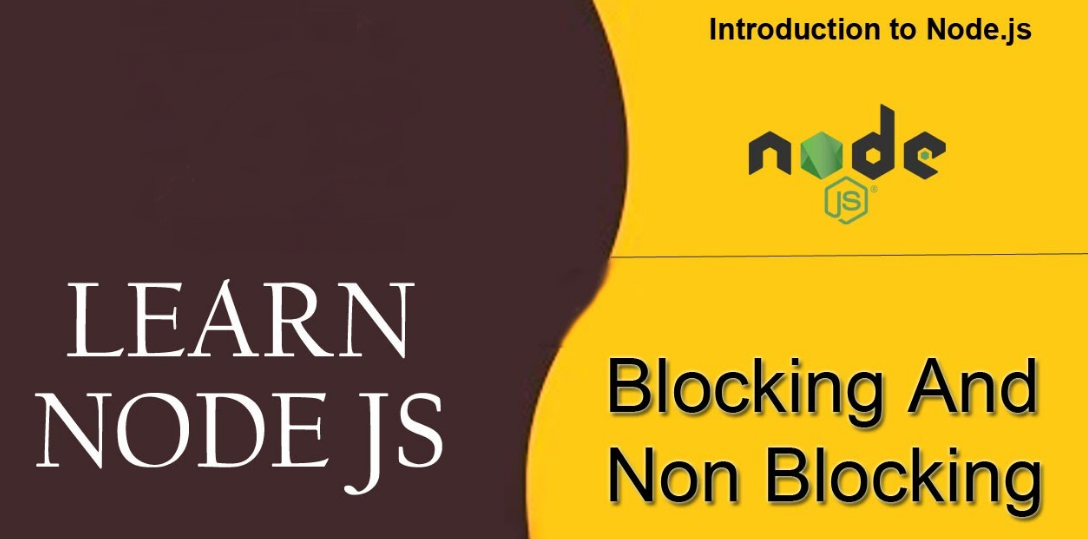 Introduction to Node.js
node
JS®
LEARN
NODE JS
Blocking And
Non Blocking